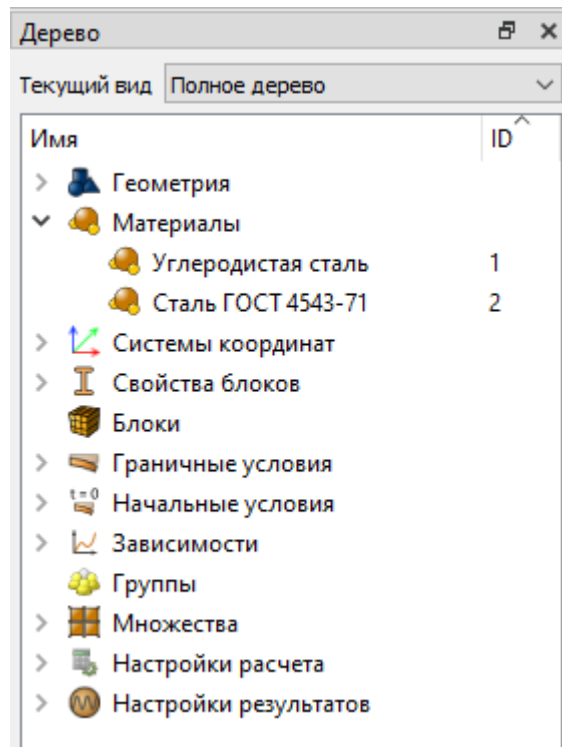 Дерево
Текущий вид Полное дерево
Имя ID
Геометрия
Материалы
Углеродистая сталь 1
Сталь ГОСТ 4543-71 2
Системы координат
Свойства блоков
Блоки
Граничные условия
t = 0 Начальные условия
Зависимости
Группы
Множества
Настройки расчета
Настройки результатов